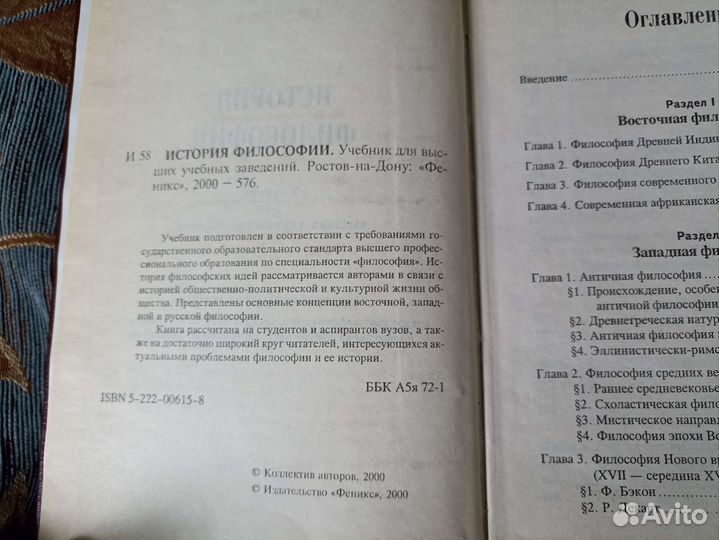 И 58 ИСТОРИЯ ФИЛОСОФИИ. Учебник для выс-
ших учебных заведений. Ростов-на-Дону: «Фе-
никс», 2000 — 576.
Учебник подготовлен в соответствии с требованиями го-
сударственного образовательного стандарта высшего профес-
сионального образования по специальности «философия». Ис-
тория философских идей рассматривается авторами в связи с
историей общественно-политической и культурной жизни об-
щества. Представлены основные концепции восточной, запад-
ной и русской философии.
Книга рассчитана на студентов и аспирантов вузов, а так-
же на достаточно широкий круг читателей, интересующихся ак-
туальными проблемами философии и ее истории.
ББК А5я 72-1
ISBN 5-222-00615-8
© Коллектив авторов, 2000
© Издательство «Феникс», 2000
Оглавлен
Введение
Раздел I
Восточная фил
Глава 1. Философия Древней Инди
Глава 2. Философия Древнего Кита
Глава 3. Философия современного
Глава 4. Современная африканская
Раздел
Западная фи
Глава 1. Античная философия
§1. Происхождение, особен
античной философии
§2. Древнегреческая натур
§3. Античная философия
§4. Эллинистически-римс
Глава 2. Философия средних ве
§1. Раннее средневековье
§2. Схоластическая фило
§3. Мистическое направл
§4. Философия эпохи Во
Глава 3. Философия Нового в
(XVII — середина XV
§1. Ф. Бэкон
§2. Р. Декарт
Avito